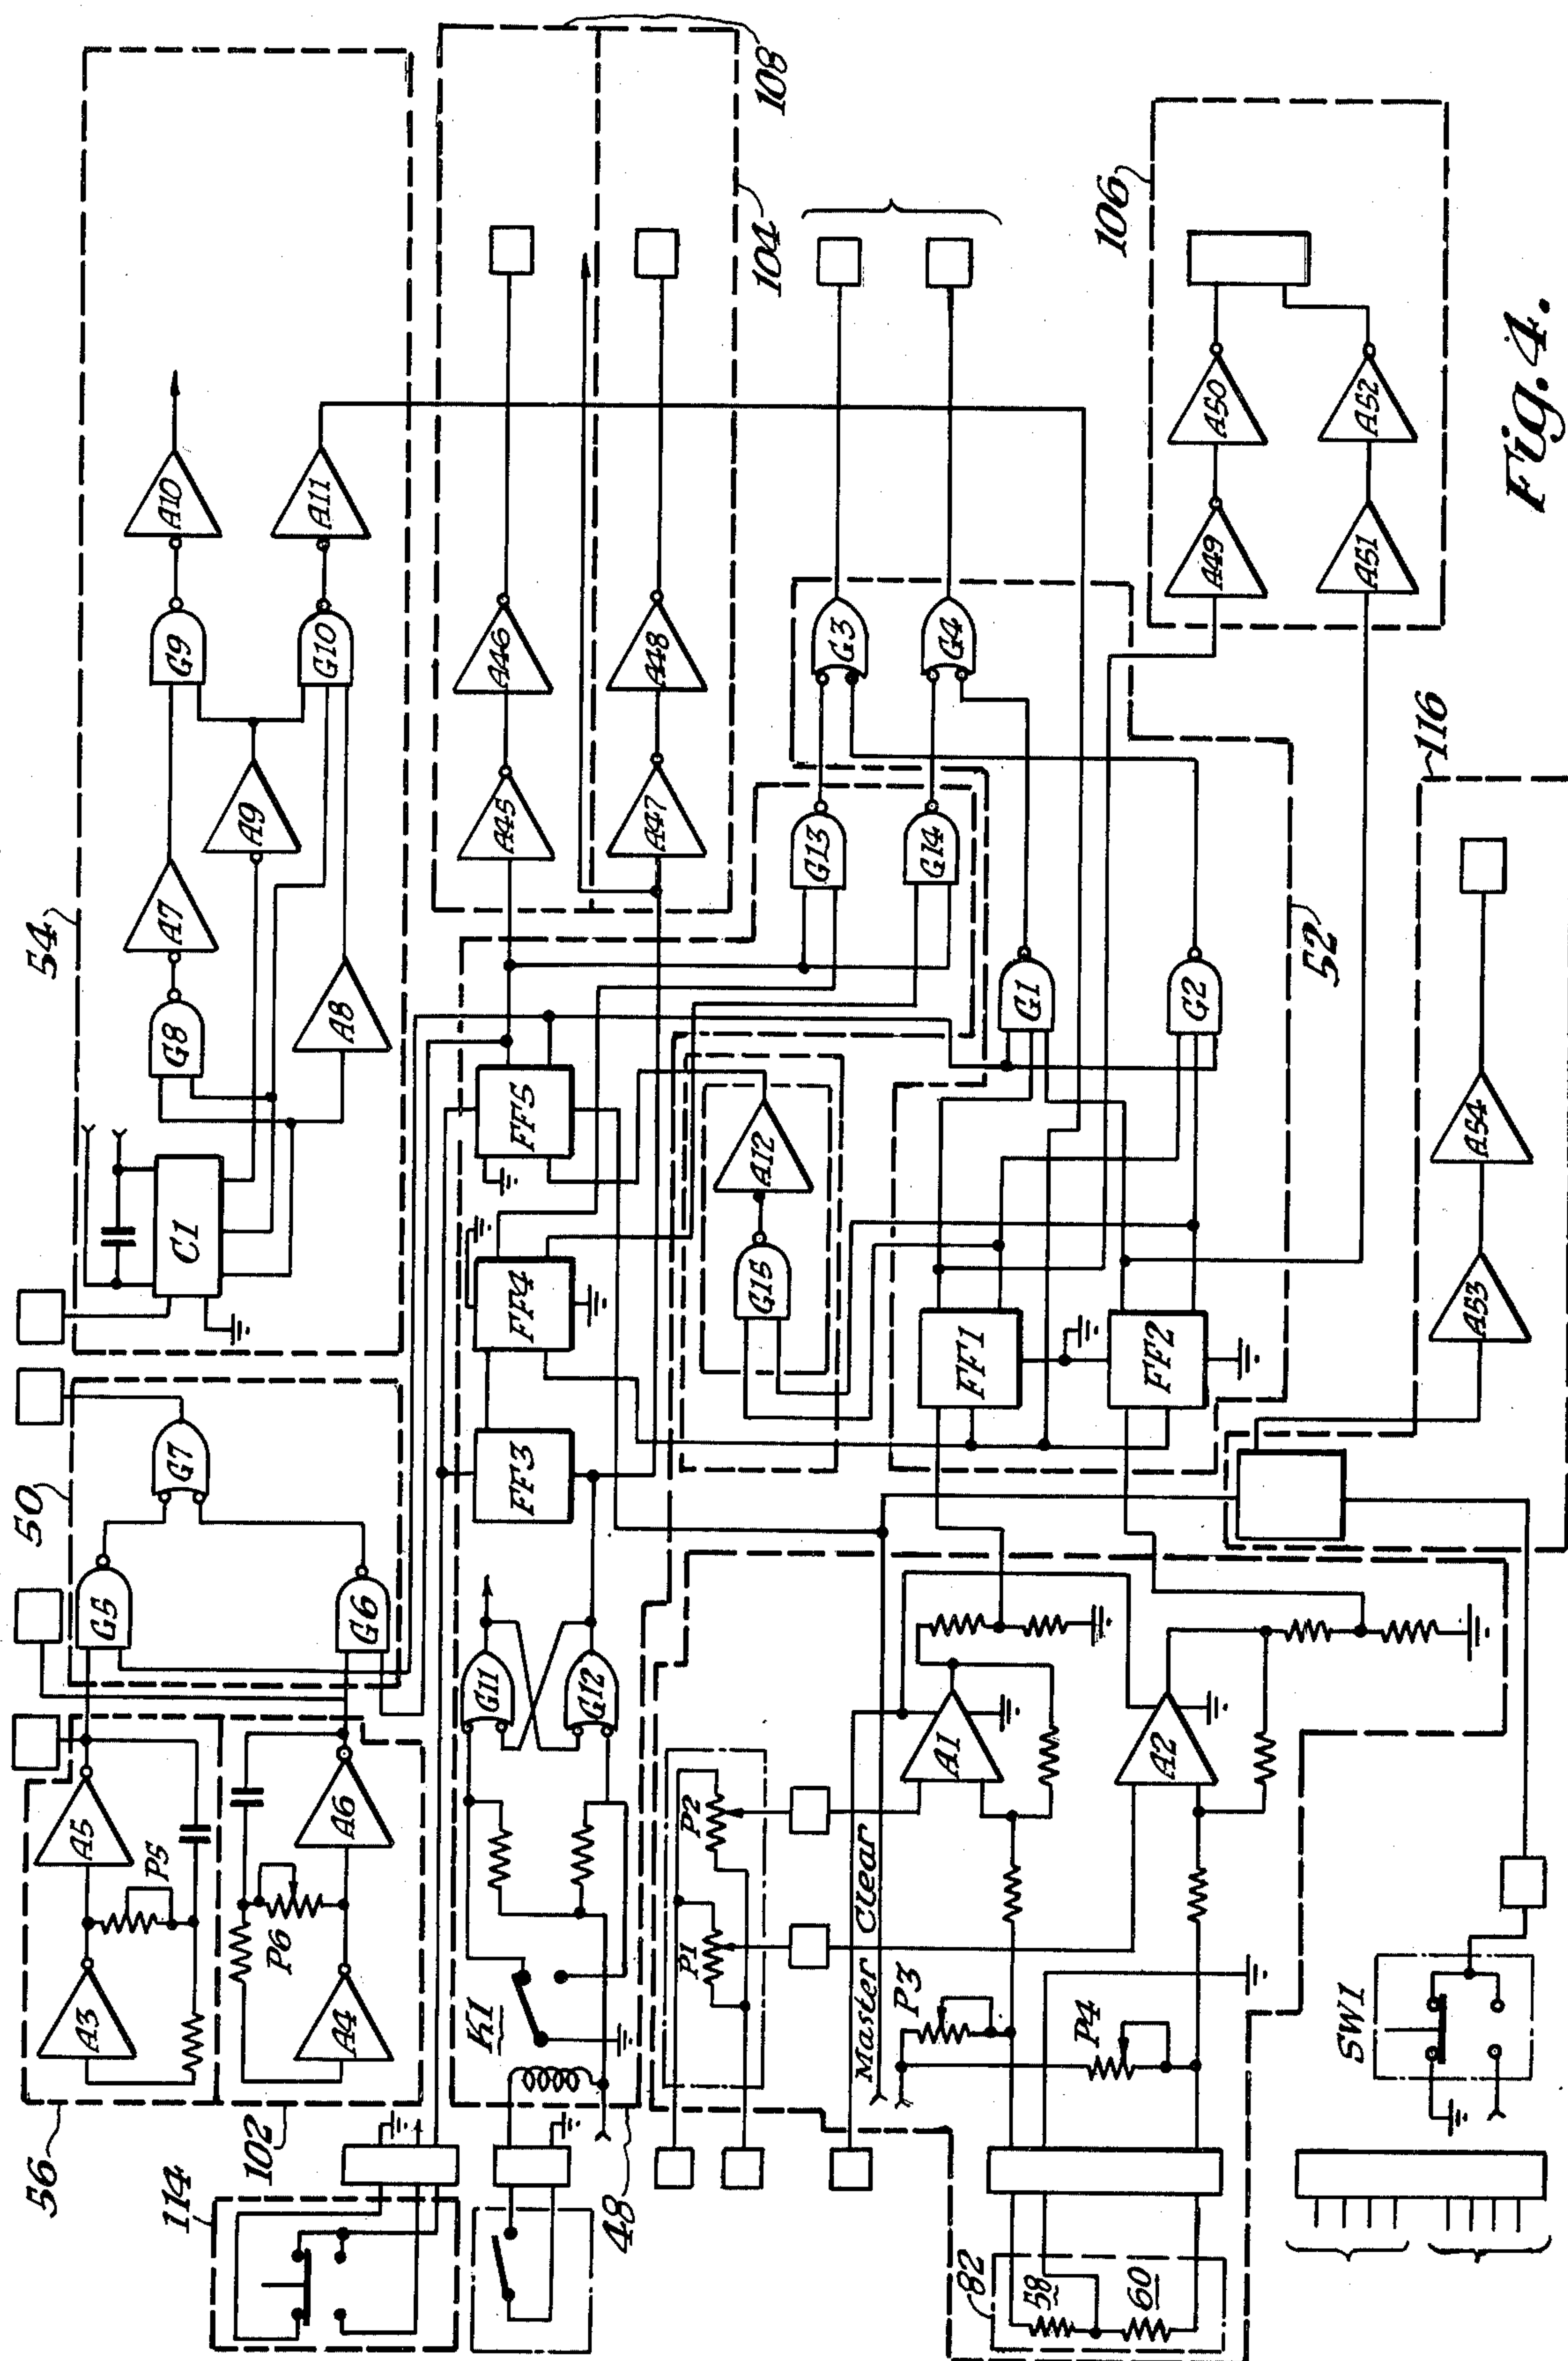 54
A10
A11
G9
G10
A7
A9
G8
A8
C1
50
G7
G5
G6
56
A5
A3
P5
102
A6
A4
P6
114
108
104
A46
A45
A48
A47
FF5
FF4
FF3
G11
G12
K1
48
G13
G14
G3
G4
G15
A12
G1
G2
FF1
FF2
52
106
A50
A49
A52
A51
116
A54
A53
P2
P1
Master Clear
A1
A2
P3
P4
82
58
60
SW1
Fig. 4.